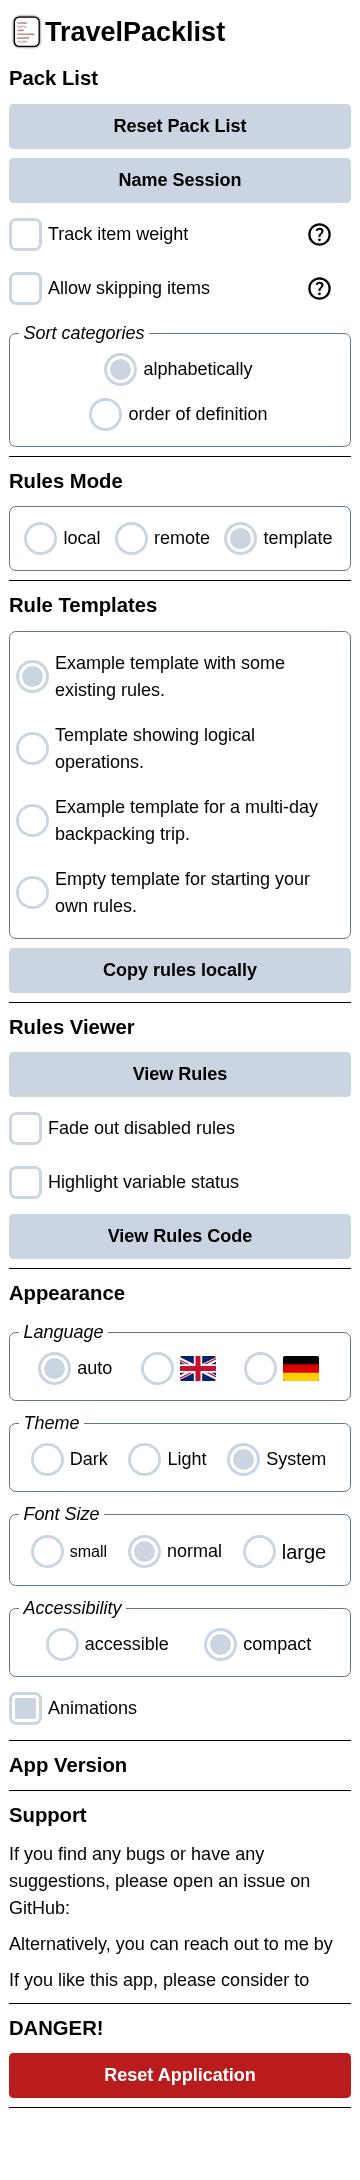 TravelPacklist
Pack List
Reset Pack List
Name Session
Track item weight
Allow skipping items
Sort categories
alphabetically
order of definition
Rules Mode
local remote template
Rule Templates
Example template with some
existing rules.
Template showing logical
operations.
Example template for a multi-day
backpacking trip.
Empty template for starting your
own rules.
Copy rules locally
Rules Viewer
View Rules
Fade out disabled rules
Highlight variable status
View Rules Code
Appearance
Language
auto
Theme
Dark Light System
Font Size
small normal large
Accessibility
accessible compact
Animations
App Version
Support
If you find any bugs or have any
suggestions, please open an issue on
GitHub:
Alternatively, you can reach out to me by
If you like this app, please consider to
DANGER!
Reset Application